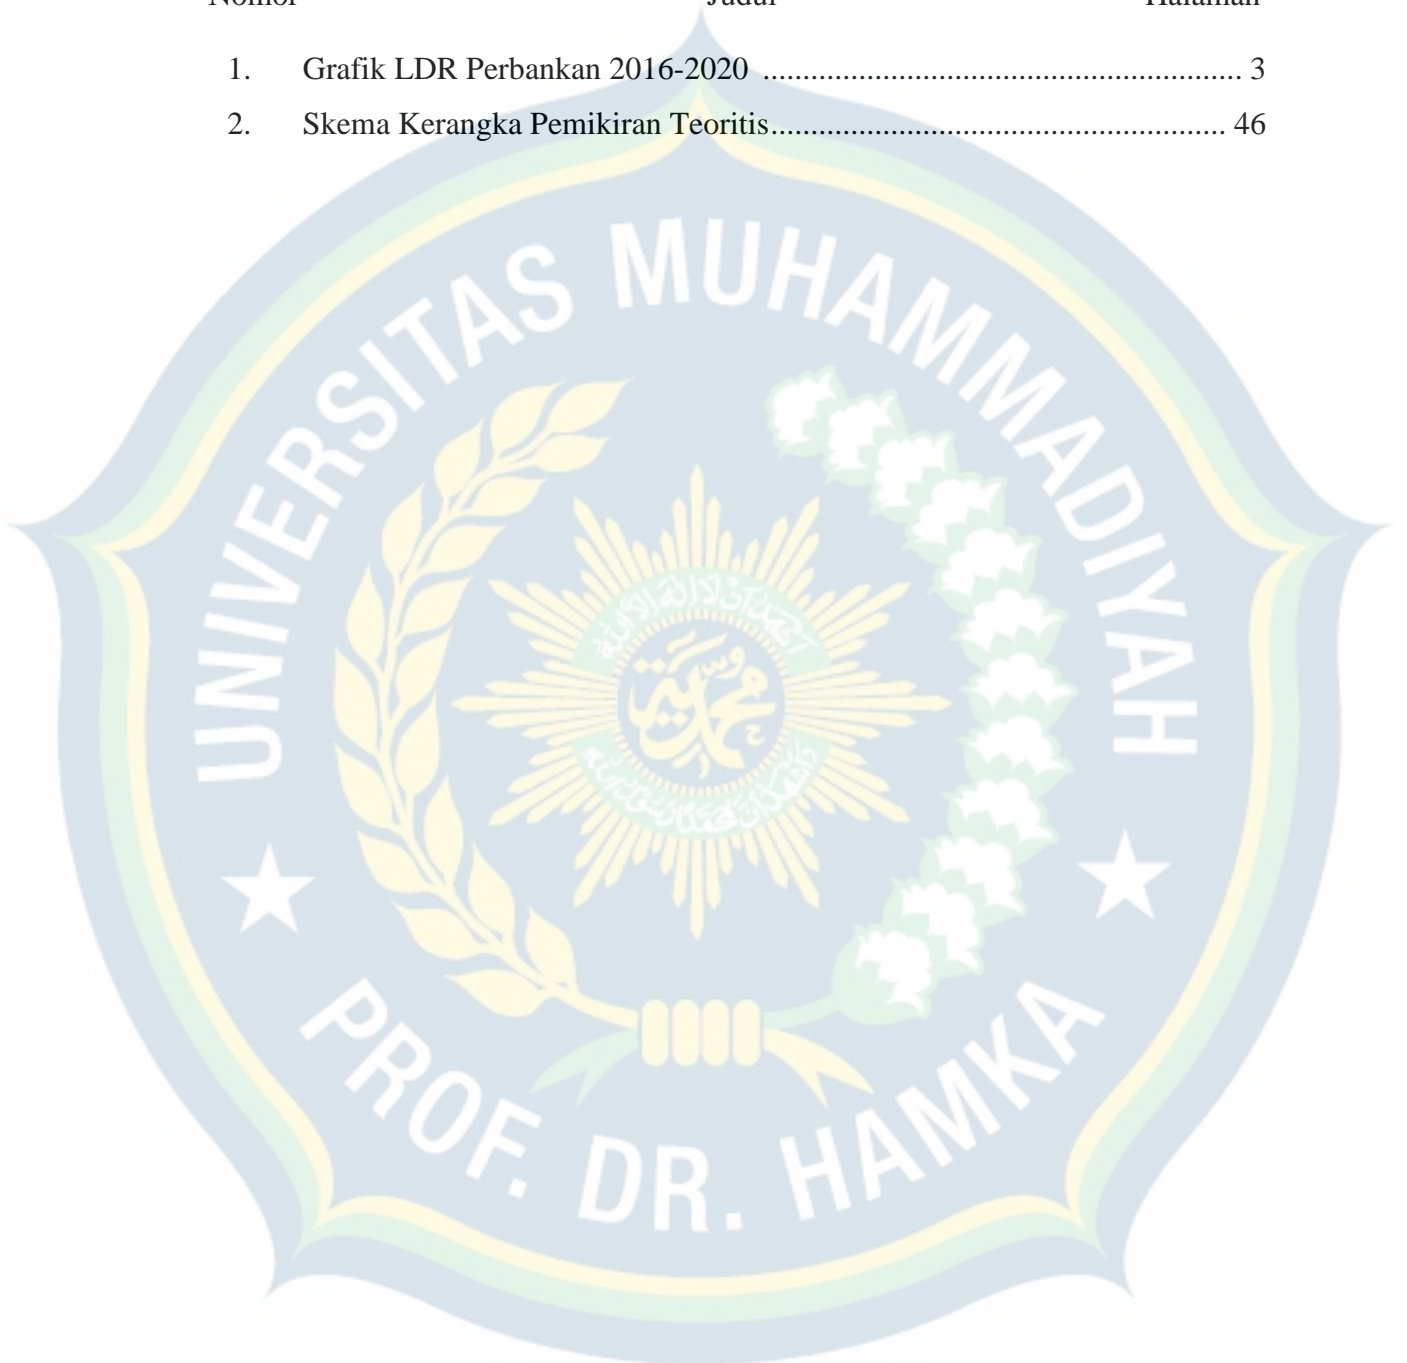 Nomor Judul Halaman
1. Grafik LDR Perbankan 2016-2020 ............................................................ 3
2. Skema Kerangka Pemikiran Teoritis......................................................... 46
UNIVERSITAS MUHAMMADIYAH
محمدية
PROF. DR. HAMKA